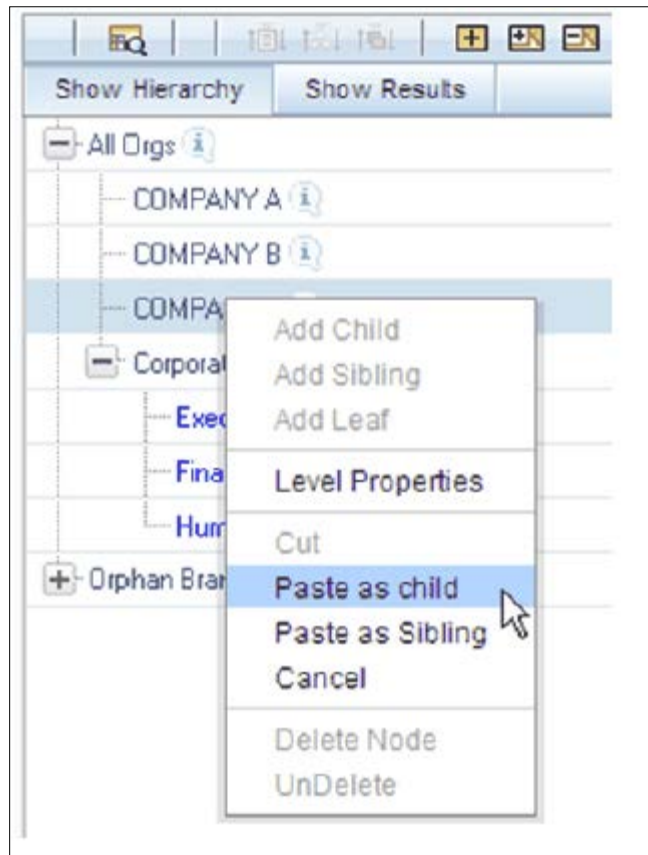 Show Hierarchy Show Results
All Orgs
COMPANY A
COMPANY B
COMPA
Corporat
Exec
Fina
Hum
Orphan Bran
Add Child
Add Sibling
Add Leaf
Level Properties
Cut
Paste as child
Paste as Sibling
Cancel
Delete Node
UnDelete